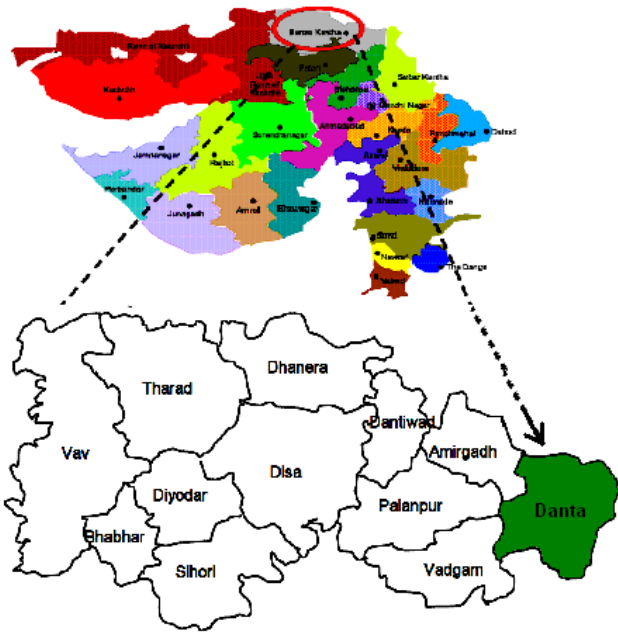 Banas Kantha
Patan
Kachchh
Mehsana
Sabar Kantha
Gandhi Nagar
Surendranagar
Ahmadabad
Kheda
Panchmahal
Dahod
Jamnagar
Rajkot
Anand
Vadodara
Porbandar
Junagadh
Amreli
Bhavnagar
Bharuch
Narmada
Surat
Navsari
The Dangs
Valsad
Dhanera
Tharad
Dantiwad
Amirgadh
Vav
Disa
Diyodar
Palanpur
Danta
Bhabhar
Sihori
Vadgam